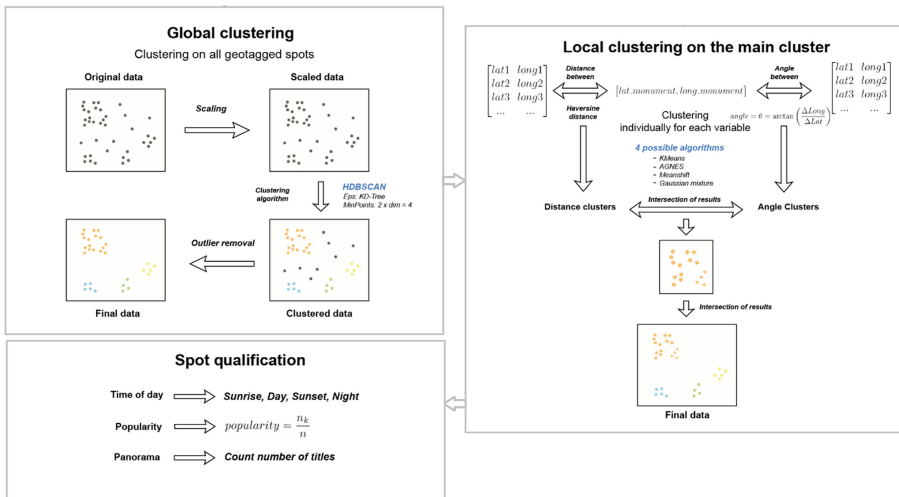 Global clustering
Clustering on all geotagged spots
Original data
Scaled data
Scaling
Clustering
algorithm
HDBSCAN
Eps: KD-Tree
MinPoints: 2 x dim = 4
Outlier removal
Final data
Clustered data
Local clustering on the main cluster
lat1 long1
lat2 long2
lat3 long3
... ...
Distance
between
Haversine
distance
[lat.monument, long.monument]
Angle
between
lat1 long1
lat2 long2
lat3 long3
... ...
Clustering
individually for each variable
angle = θ = arctan (ΔLong / ΔLat)
4 possible algorithms
- KMeans
- AGNES
- Meanshift
- Gaussian mixture
Distance clusters
Intersection of results
Angle Clusters
Intersection of results
Final data
Spot qualification
Time of day
Sunrise, Day, Sunset, Night
Popularity
popularity = n_k / n
Panorama
Count number of titles